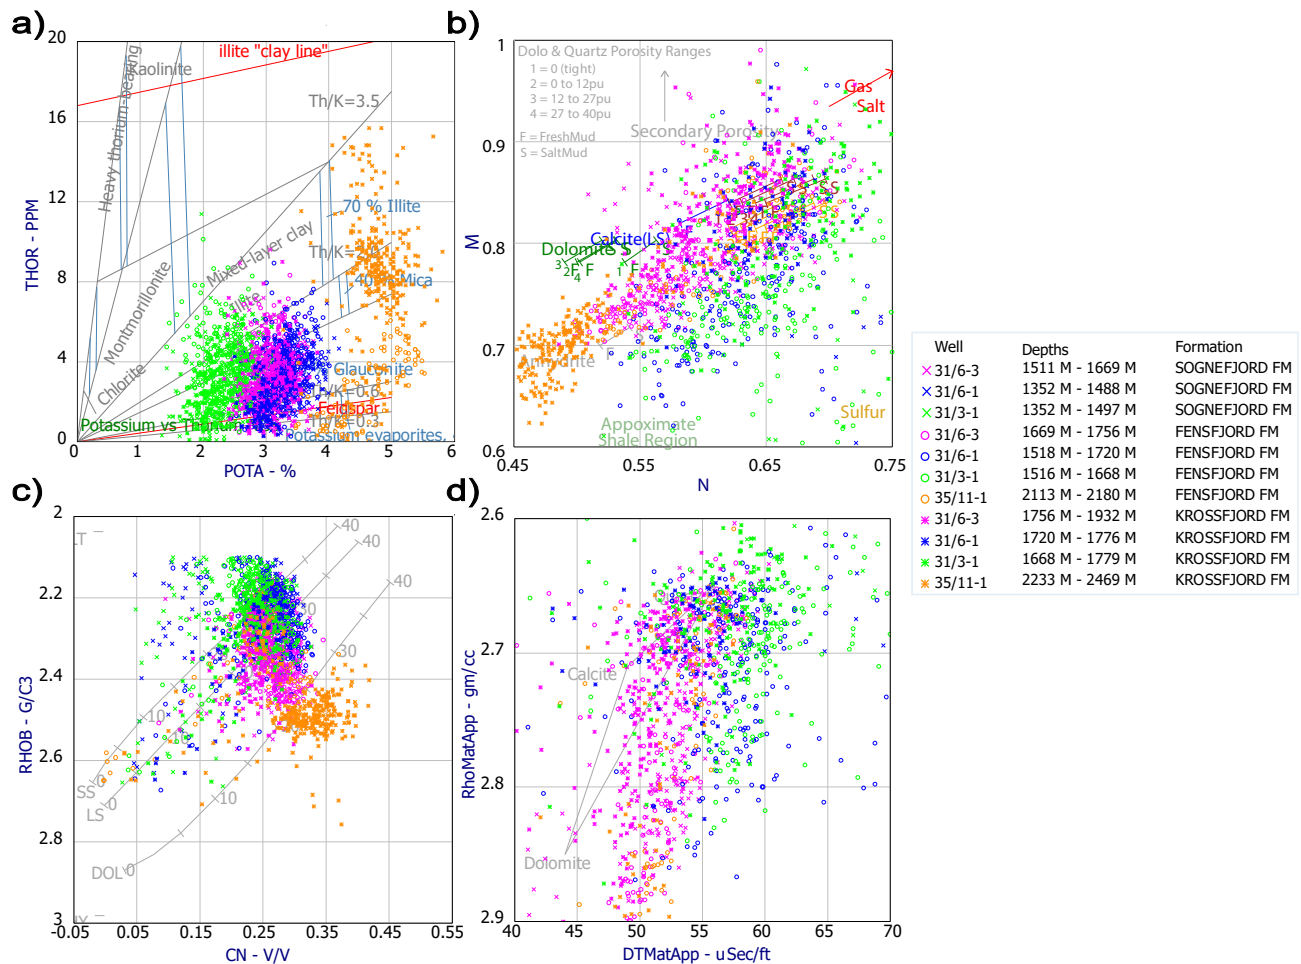 a)
THOR - PPM
20
16
12
8
4
0
0
1
2
3
4
5
6
POTA - %
illite "clay line"
Kaolinite
Heavy thorium-bearing
Th/K=3.5
70 % Illite
Mixed-layer clay
Montmorillonite
Illite
Chlorite
Glauconite
Feldspar
Potassium vs Thorium
Potassium evaporites,
b)
M
1
0.9
0.8
0.7
0.6
0.45
0.55
0.65
0.75
N
Dolo & Quartz Porosity Ranges
1 = 0 (tight)
2 = 0 to 12pu
3 = 12 to 27pu
4 = 27 to 40pu
F = FreshMud
S = SaltMud
Secondary Porosity
Gas
Salt
Calcite(LS)
Dolomite
S
S
S
SS
3
2F
4
F
1
F
Sulfur
Appoximate
Shale Region
Well
Depths
Formation
31/6-3
1511 M - 1669 M
SOGNEFJORD FM
31/6-1
1352 M - 1488 M
SOGNEFJORD FM
31/3-1
1352 M - 1497 M
SOGNEFJORD FM
31/6-3
1669 M - 1756 M
FENSFJORD FM
31/6-1
1518 M - 1720 M
FENSFJORD FM
31/3-1
1516 M - 1668 M
FENSFJORD FM
35/11-1
2113 M - 2180 M
FENSFJORD FM
31/6-3
1756 M - 1932 M
KROSSFJORD FM
31/6-1
1720 M - 1776 M
KROSSFJORD FM
31/3-1
1668 M - 1779 M
KROSSFJORD FM
35/11-1
2233 M - 2469 M
KROSSFJORD FM
c)
RHOB - G/C3
2
2.2
2.4
2.6
2.8
3
-0.05
0.05
0.15
0.25
0.35
0.45
0.55
CN - V/V
LT
40
40
40
30
10
10
10
SS
0
LS
0
DOL
0
d)
RhoMatApp - gm/cc
2.6
2.7
2.8
2.9
40
50
55
60
65
70
DTMatApp - uSec/ft
Calcite
Dolomite